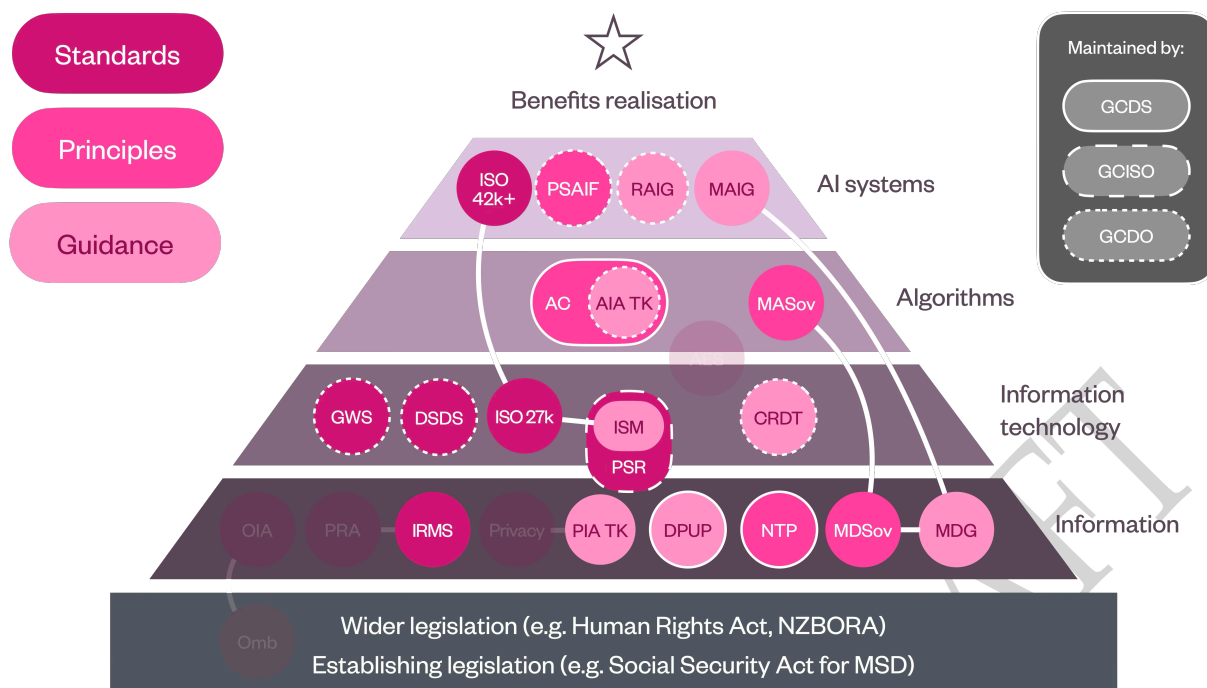 Standards
Principles
Guidance
Benefits realisation
Maintained by:
GCDS
GCISO
GCDO
ISO
42k+
PSAIF
RAIG
MAIG
AI systems
AC
AIA TK
MASov
Algorithms
AES
GWS
DSDS
ISO 27k
ISM
PSR
CRDT
Information
technology
OIA
PRA
IRMS
Privacy
PIA TK
DPUP
NTP
MDSov
MDG
Information
Omb
Wider legislation (e.g. Human Rights Act, NZBORA)
Establishing legislation (e.g. Social Security Act for MSD)